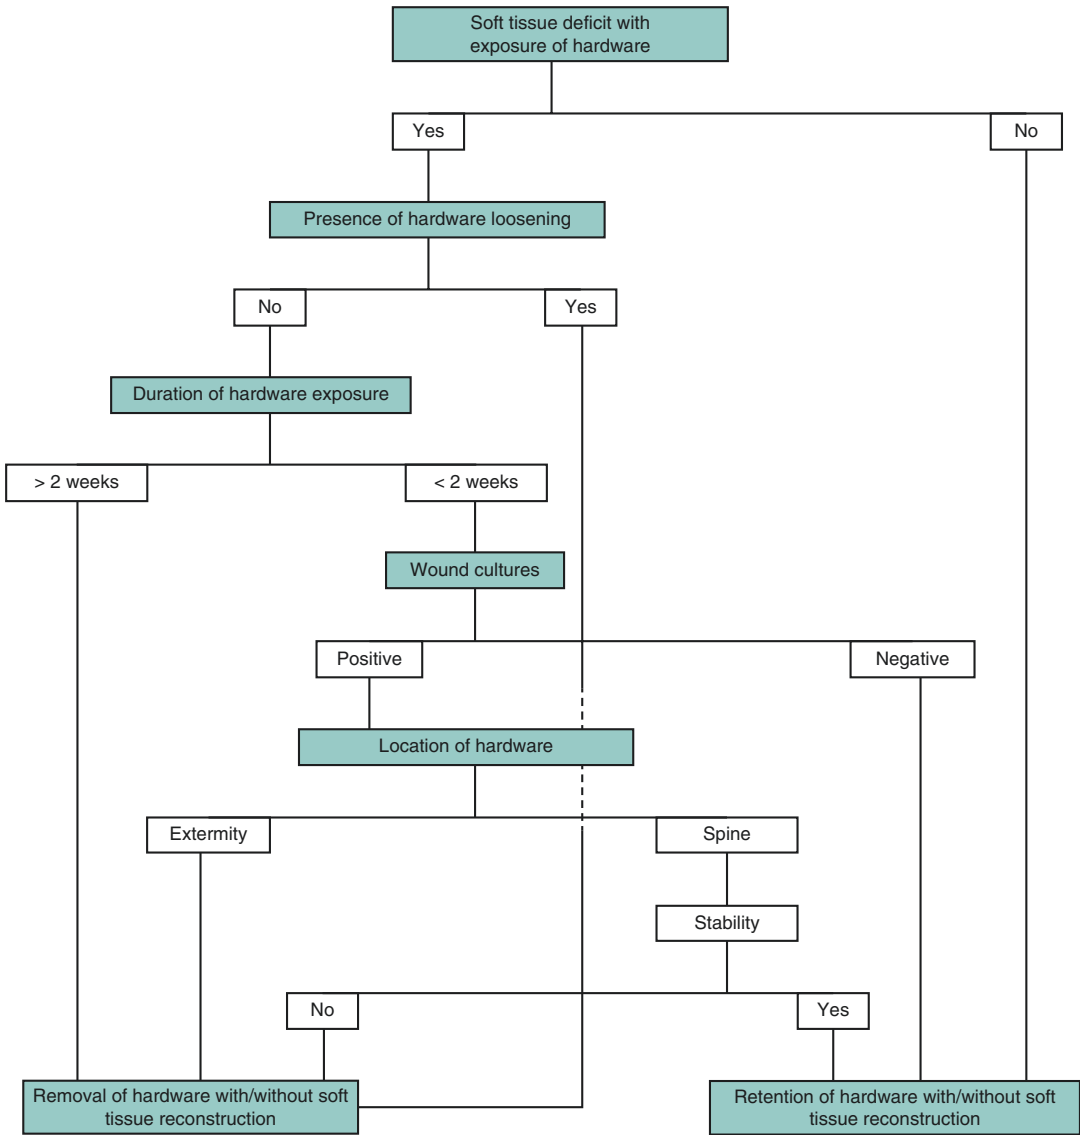 Soft tissue deficit with
exposure of hardware
Yes
No
Presence of hardware loosening
No
Yes
Duration of hardware exposure
> 2 weeks
< 2 weeks
Wound cultures
Positive
Negative
Location of hardware
Extermity
Spine
Stability
No
Yes
Removal of hardware with/without soft
tissue reconstruction
Retention of hardware with/without soft
tissue reconstruction